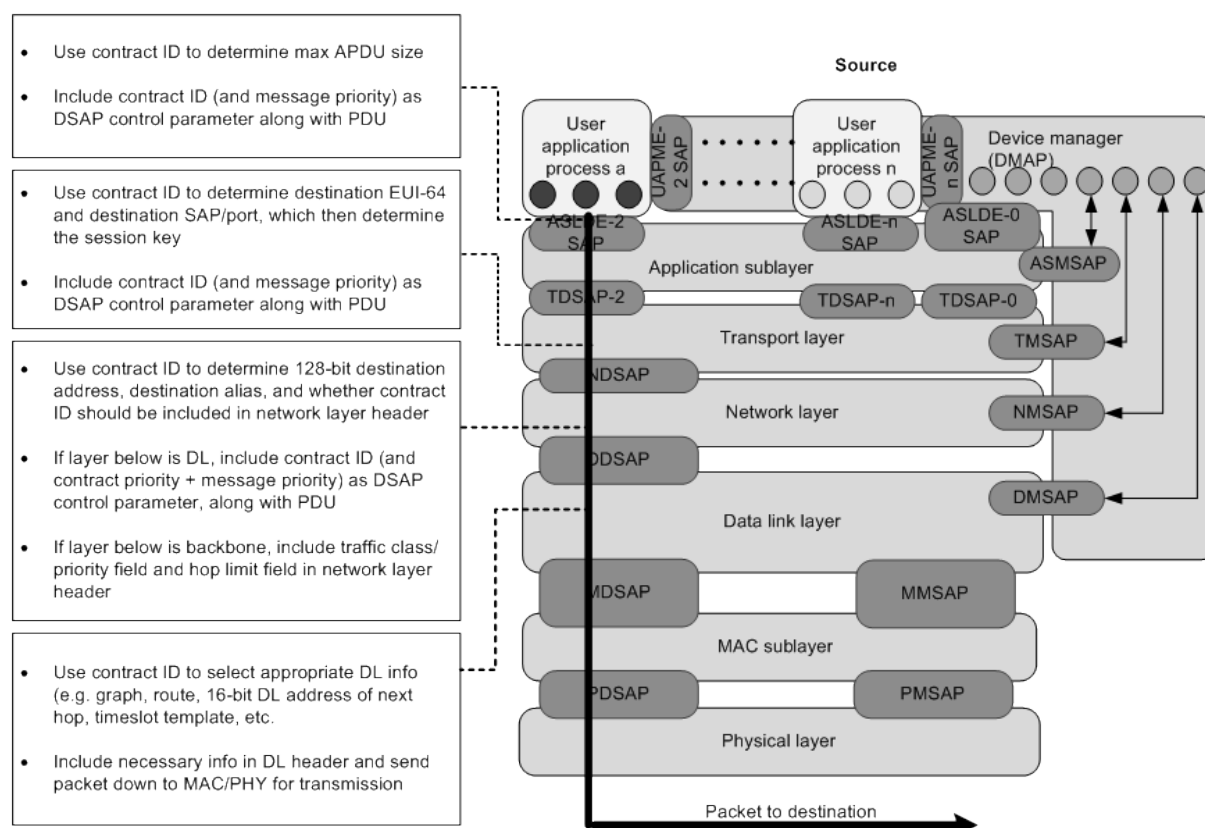 • Use contract ID to determine max APDU size
• Include contract ID (and message priority) as
DSAP control parameter along with PDU
• Use contract ID to determine destination EUI-64
and destination SAP/port, which then determine
the session key
• Include contract ID (and message priority) as
DSAP control parameter along with PDU
• Use contract ID to determine 128-bit destination
address, destination alias, and whether contract
ID should be included in network layer header
• If layer below is DL, include contract ID (and
contract priority + message priority) as DSAP
control parameter, along with PDU
• If layer below is backbone, include traffic class/
priority field and hop limit field in network layer
header
• Use contract ID to select appropriate DL info
(e.g. graph, route, 16-bit DL address of next
hop, timeslot template, etc.
• Include necessary info in DL header and send
packet down to MAC/PHY for transmission
Source
User
application
process a
UAPME-
2 SAP
User
application
process n
UAPME-
n SAP
Device manager
(DMAP)
ASLDE-2
SAP
ASLDE-n
SAP
ASLDE-0
SAP
Application sublayer
ASMSAP
TDSAP-2
TDSAP-n
TDSAP-0
Transport layer
TMSAP
NDSAP
Network layer
NMSAP
DDSAP
Data link layer
DMSAP
MDSAP
MMSAP
MAC sublayer
PDSAP
PMSAP
Physical layer
Packet to destination